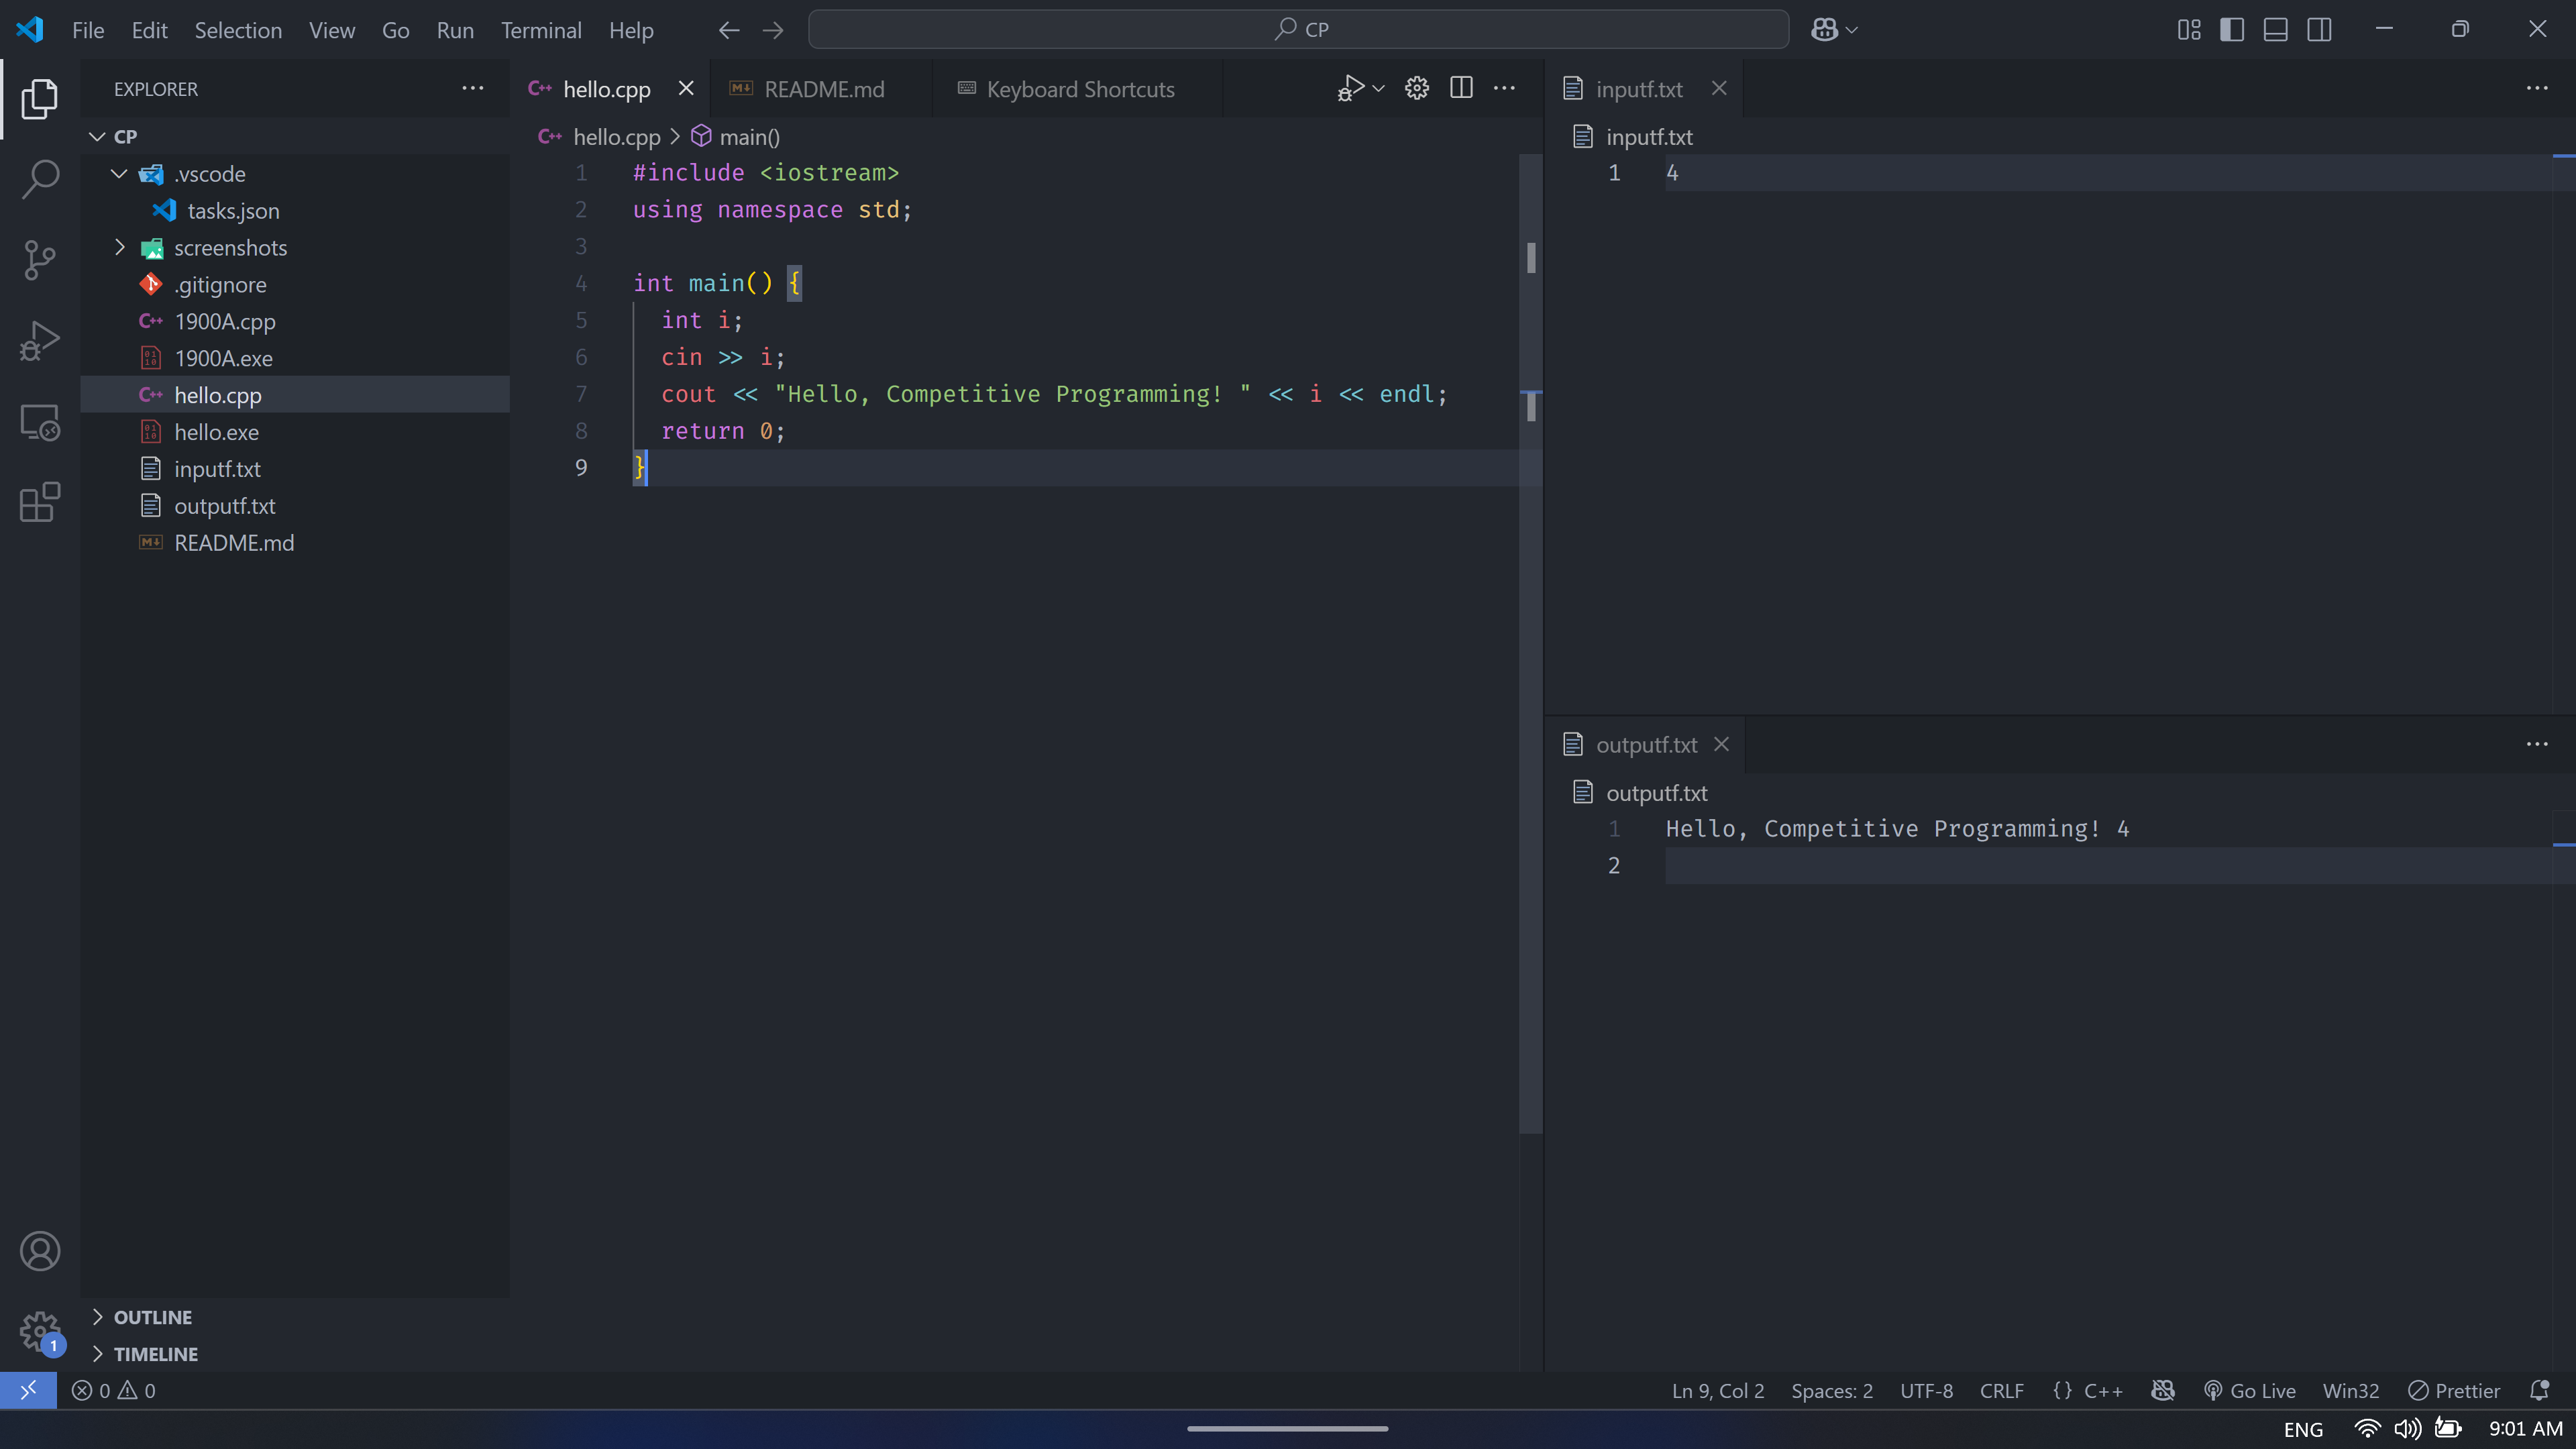 File Edit Selection View Go Run Terminal Help
CP
EXPLORER
CP
.vscode
tasks.json
screenshots
.gitignore
1900A.cpp
1900A.exe
hello.cpp
hello.exe
inputf.txt
outputf.txt
README.md
OUTLINE
TIMELINE
hello.cpp README.md Keyboard Shortcuts
hello.cpp > main()
1 #include <iostream>
2 using namespace std;
3
4 int main() {
5 int i;
6 cin >> i;
7 cout << "Hello, Competitive Programming! " << i << endl;
8 return 0;
9 }
inputf.txt
inputf.txt
1 4
outputf.txt
outputf.txt
1 Hello, Competitive Programming! 4
2
1
0 0
Ln 9, Col 2 Spaces: 2 UTF-8 CRLF {} C++ Go Live Win32 Prettier
ENG 9:01 AM